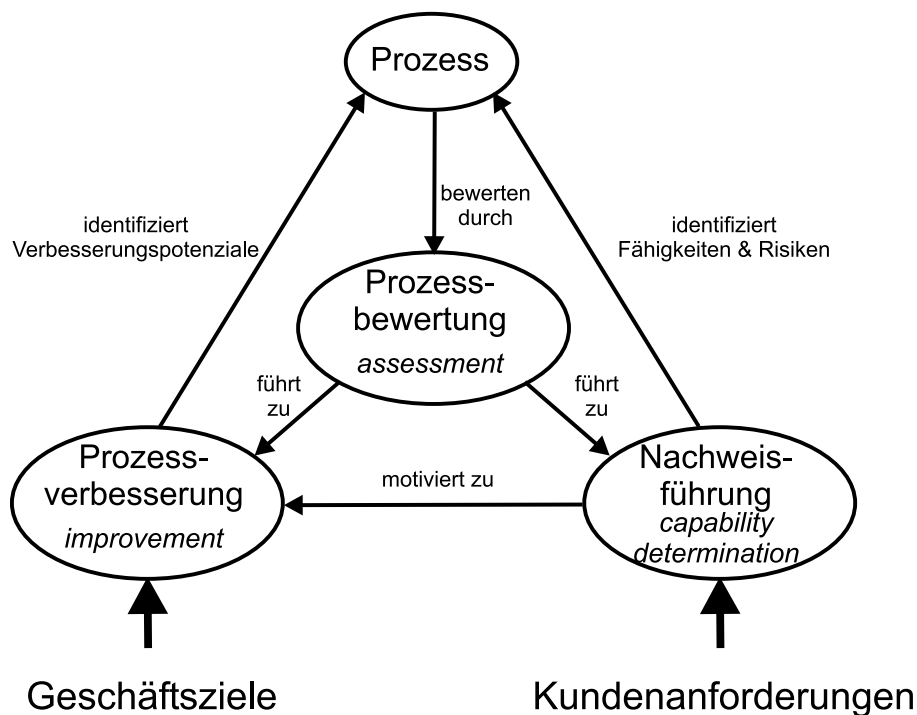 Prozess
bewerten
durch
identifiziert
Verbesserungspotenziale
identifiziert
Fähigkeiten & Risiken
Prozess-
bewertung
assessment
führt
zu
führt
zu
Prozess-
verbesserung
improvement
motiviert zu
Nachweis-
führung
capability
determination
Geschäftsziele
Kundenanforderungen